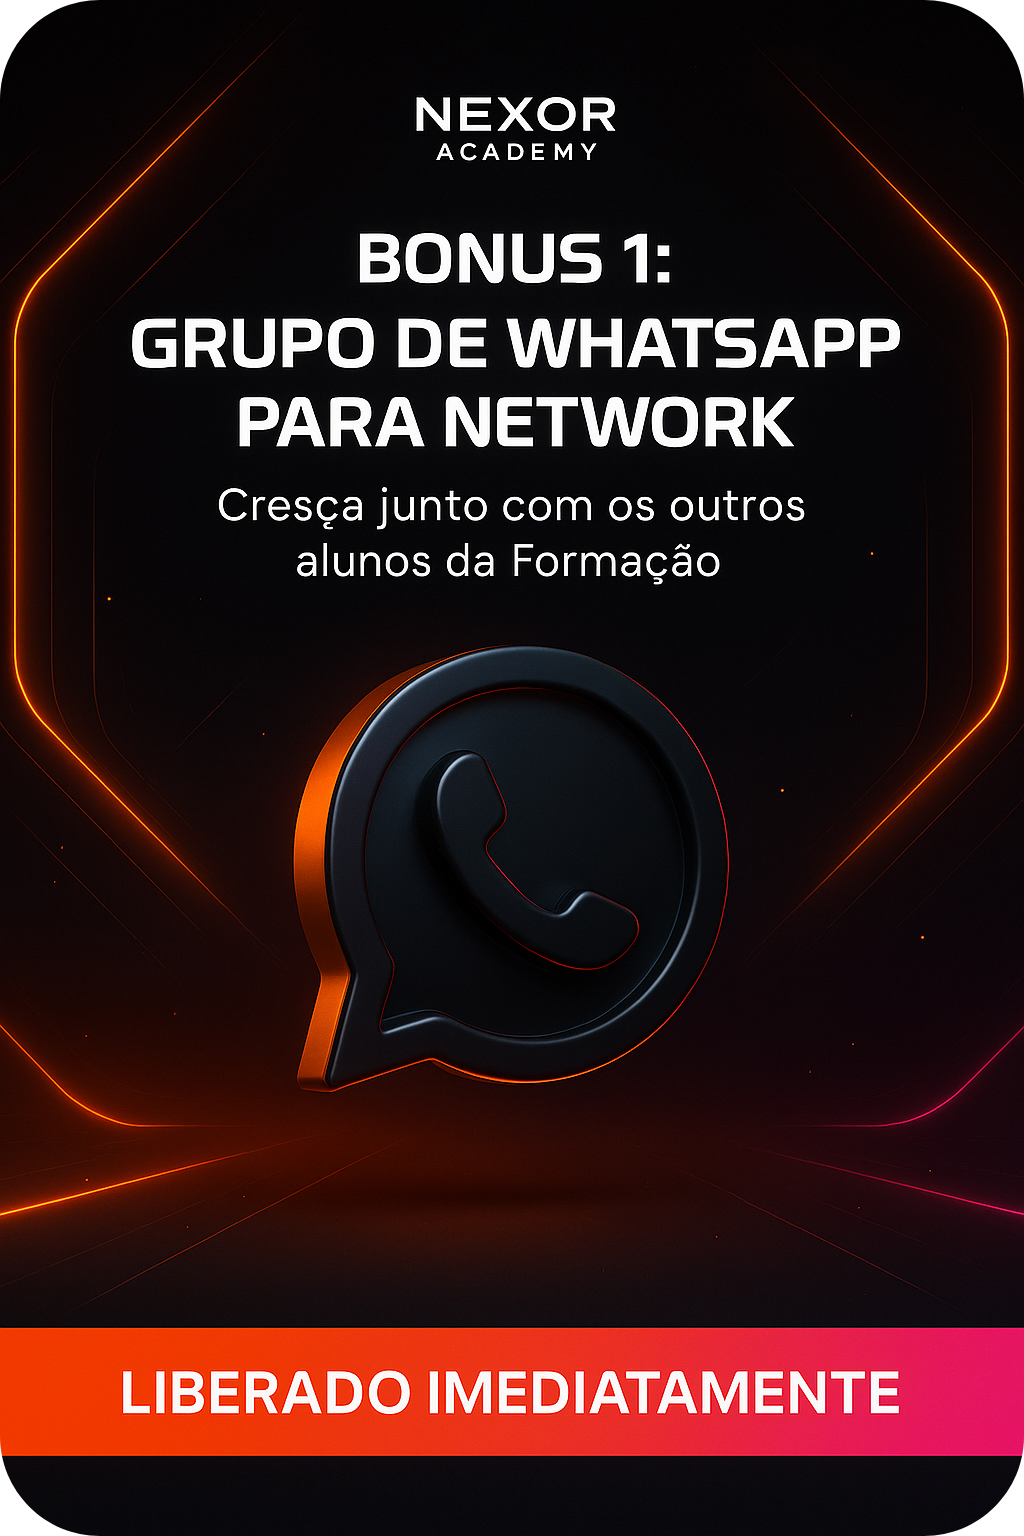 NEXOR
ACADEMY
BONUS 1:
GRUPO DE WHATSAPP
PARA NETWORK
Cresça junto com os outros
alunos da Formação
LIBERADO IMEDIATAMENTE